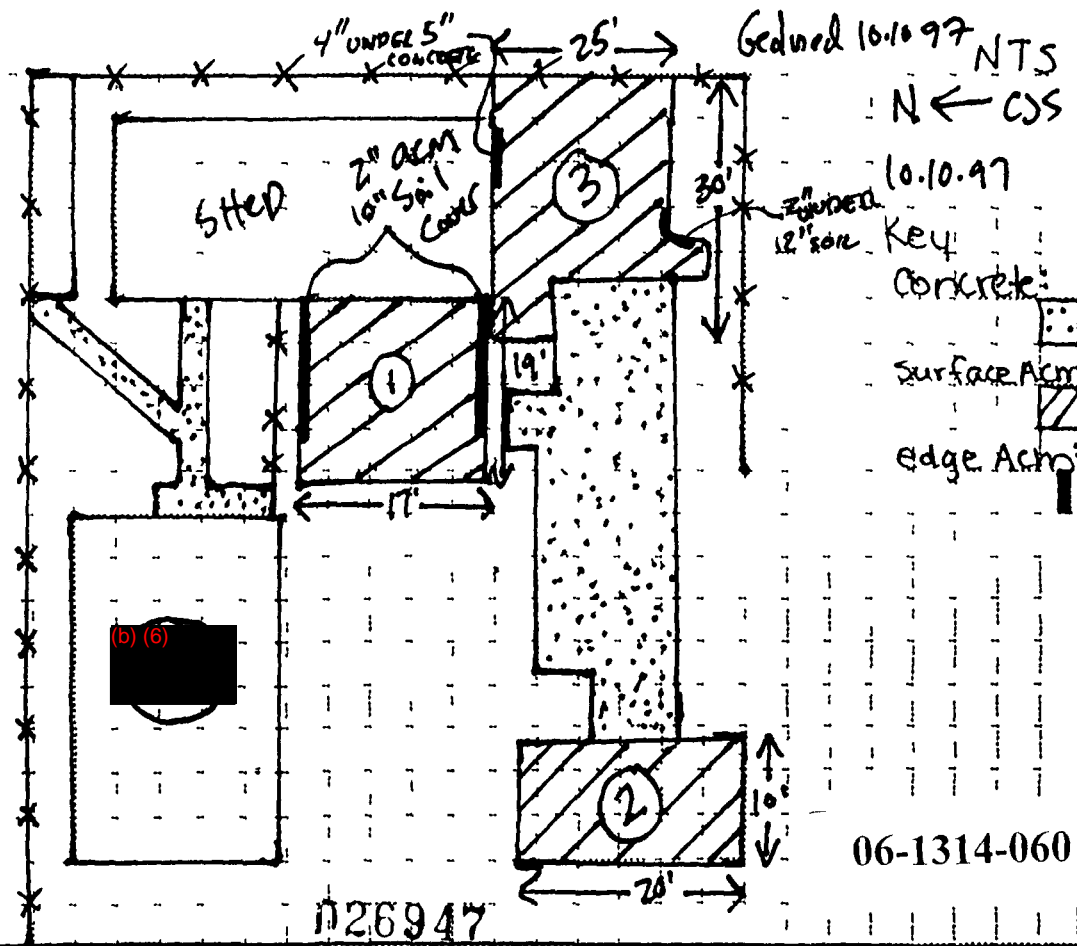 4" UNDER 5"
CONCRETE
25'
10.10.97
NTS
N ← CJS
10.10.97
Key
Concrete
Surface Acm
edge Acm
SHED
2" ACM
10" Soil
Cover
3
30'
2" UNDER
12" SOIL
1
19'
17'
(b) (6)
2
10'
20'
06-1314-060
026947